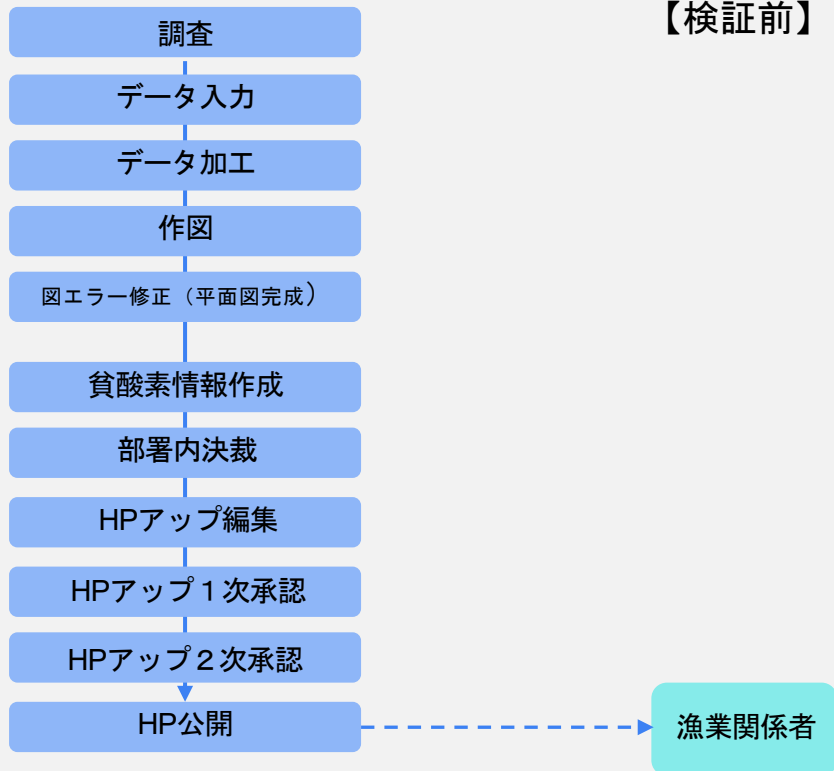 【検証前】
調査
データ入力
データ加工
作図
図エラー修正（平面図完成）
貧酸素情報作成
部署内決裁
HPアップ編集
HPアップ１次承認
HPアップ２次承認
HP公開
漁業関係者